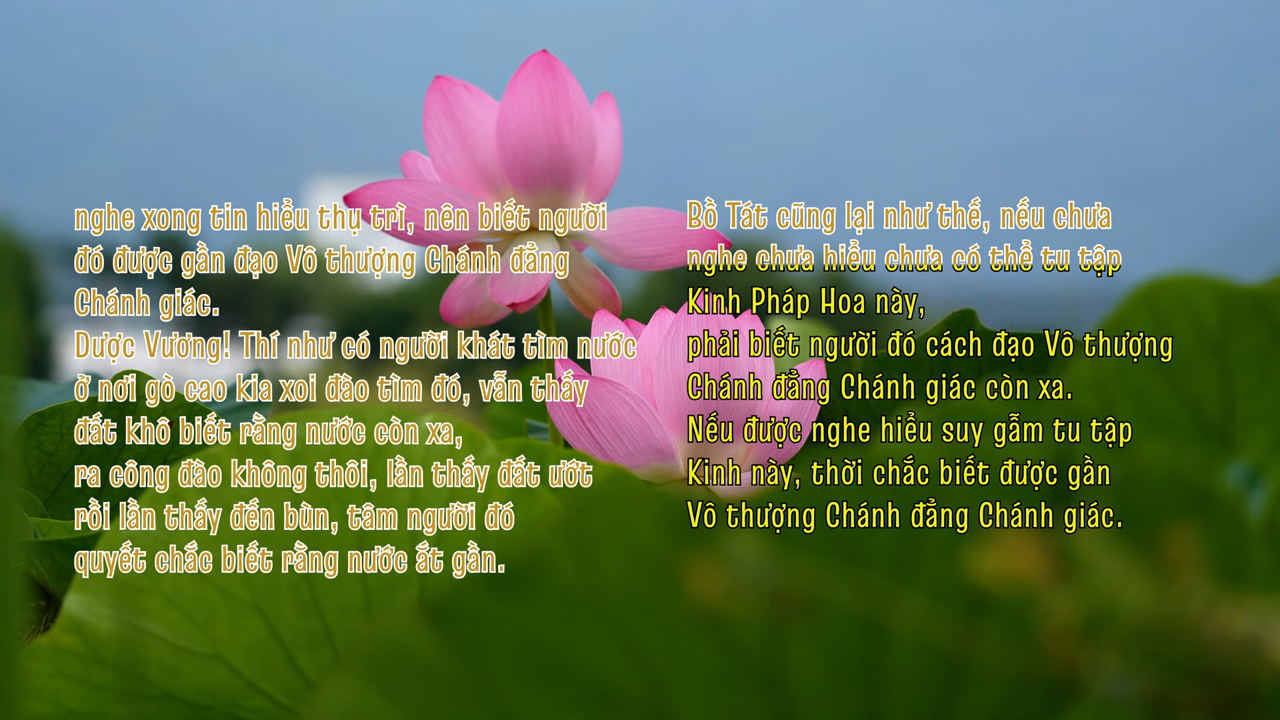 nghe xong tin hiểu thụ trì, nên biết người
đó được gần đạo Vô thượng Chánh đẳng
Chánh giác.
Dược Vương! Thí như có người khát tìm nước
ở nơi gò cao kia xoi đào tìm đó, vẫn thấy
đất khô biết rằng nước còn xa,
ra công đào không thôi, lần thấy đất ướt
rồi lần thấy đến bùn, tâm người đó
quyết chắc biết rằng nước ắt gần.
Bồ Tát cũng lại như thế, nếu chưa
nghe chưa hiểu chưa có thể tu tập
Kinh Pháp Hoa này,
phải biết người đó cách đạo Vô thượng
Chánh đẳng Chánh giác còn xa.
Nếu được nghe hiểu suy gẫm tu tập
Kinh này, thời chắc biết được gần
Vô thượng Chánh đẳng Chánh giác.